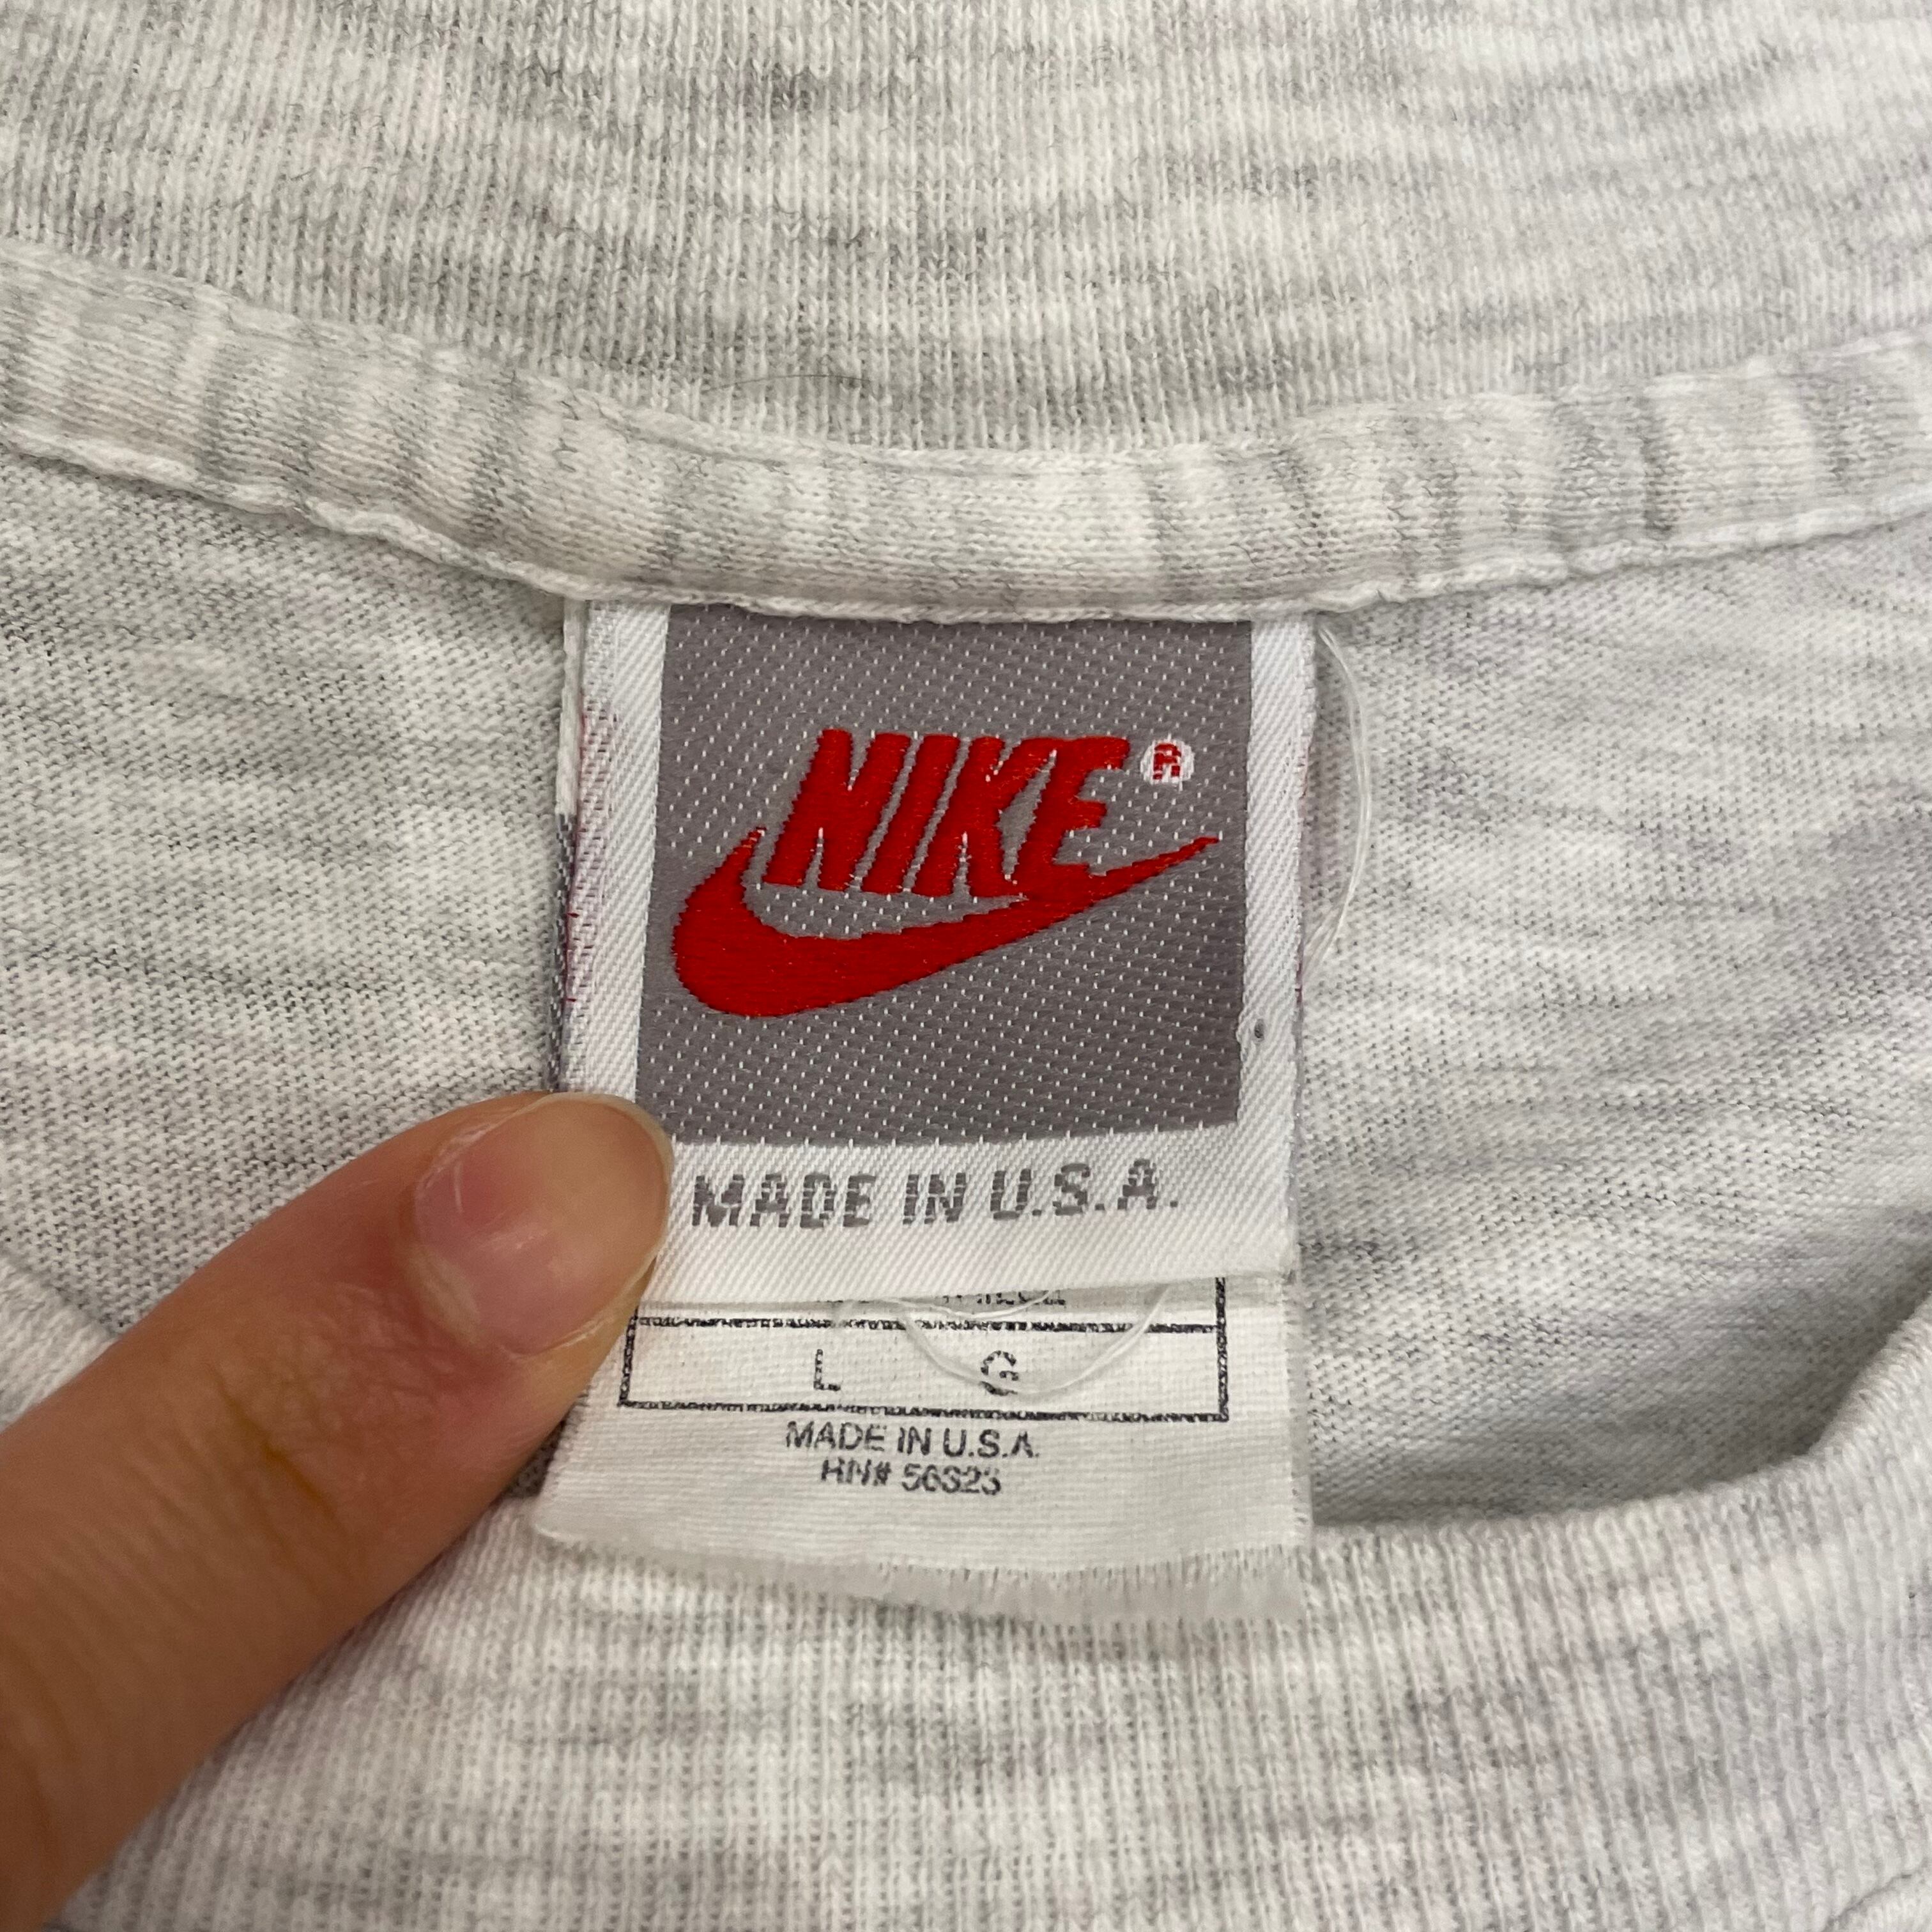 NIKE®
MADE IN U.S.A.
L G
MADE IN U.S.A.
RN# 56323